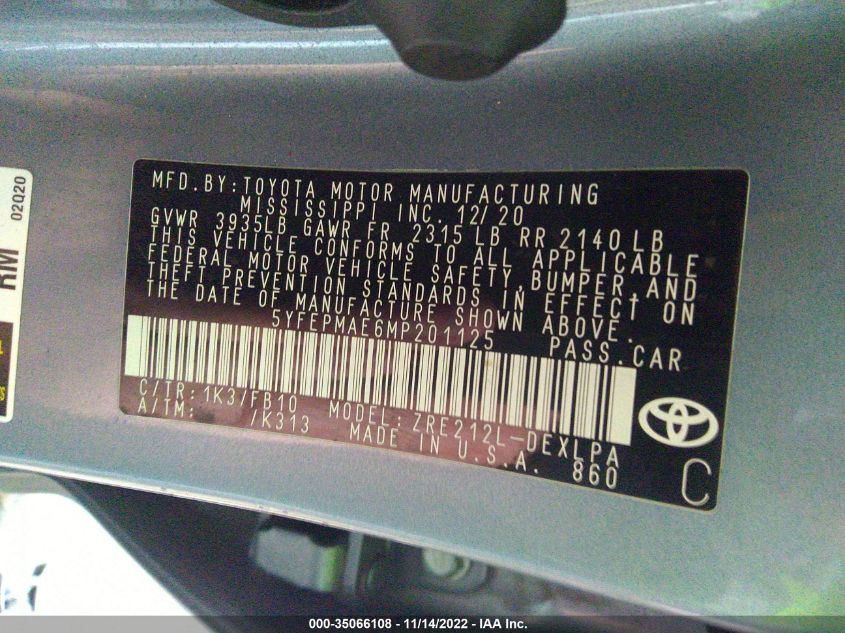 MFD.BY:TOYOTA MOTOR MANUFACTURING
MISSISSIPPI INC. 12/20
GVWR 3935LB GAWR FR 2315 LB RR 2140 LB
THIS VEHICLE CONFORMS TO ALL APPLICABLE
FEDERAL MOTOR VEHICLE SAFETY,BUMPER,AND
THEFT PREVENTION STANDARDS IN EFFECT ON
THE DATE OF MANUFACTURE SHOWN ABOVE.
5YFEPMAE6MP201125 PASS.CAR
C/TR:1K3/FB10 MODEL:ZRE212L-DEXLPA
A/TM: /K313 MADE IN U.S.A. 860
C
02Q20
RM
000-35066108 - 11/14/2022 - IAA Inc.